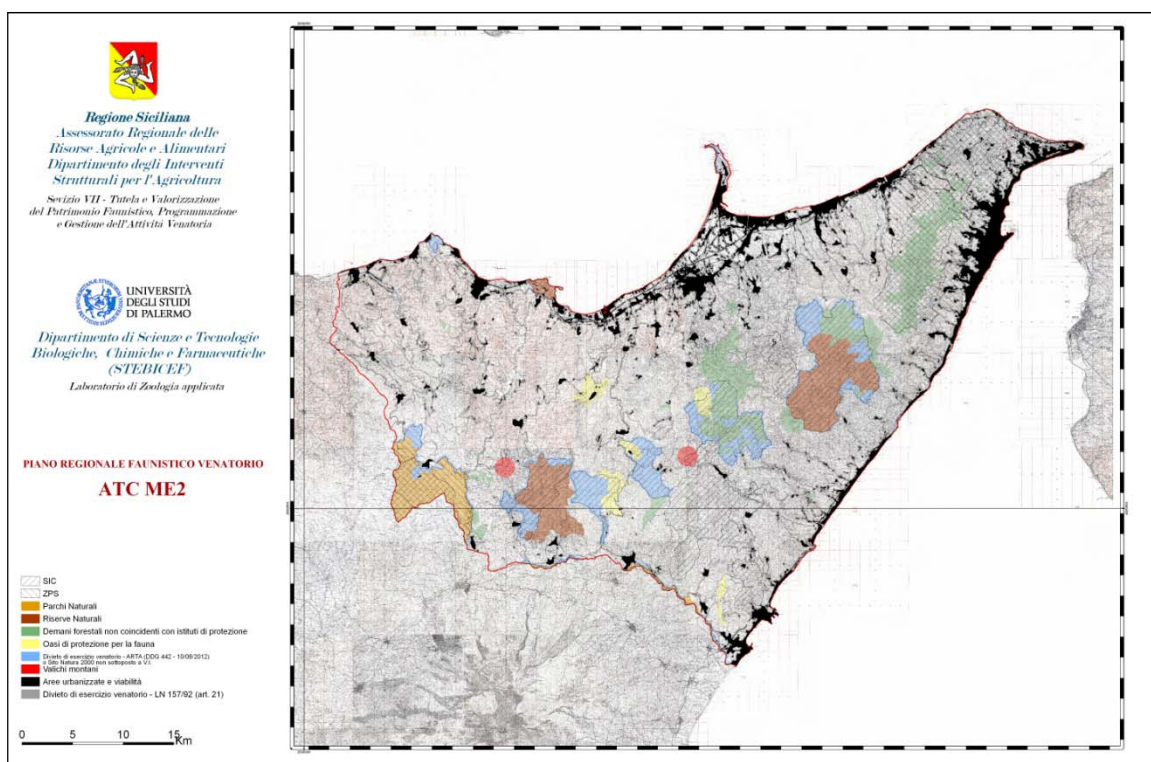 Regione Siciliana
Assessorato Regionale delle
Risorse Agricole e Alimentari
Dipartimento degli Interventi
Strutturali per l'Agricoltura
Sevizio VII - Tutela e Valorizzazione
del Patrimonio Faunistico, Programmazione
e Gestione dell'Attività Venatoria
UNIVERSITÀ
DEGLI STUDI
DI PALERMO
Dipartimento di Scienze e Tecnologie
Biologiche, Chimiche e Farmaceutiche
(STEBICEF)
Laboratorio di Zoologia applicata
PIANO REGIONALE FAUNISTICO VENATORIO
ATC ME2
SIC
ZPS
Parchi Naturali
Riserve Naturali
Demani forestali non coincidenti con istituti di protezione
Oasi di protezione per la fauna
Divieto di esercizio venatorio - ARTA (DDG 442 - 10/08/2012)
o Sito Natura 2000 non sottoposto a V.I.
Valichi montani
Aree urbanizzate e viabilità
Divieto di esercizio venatorio - LN 157/92 (art. 21)
0 5 10 15
Km